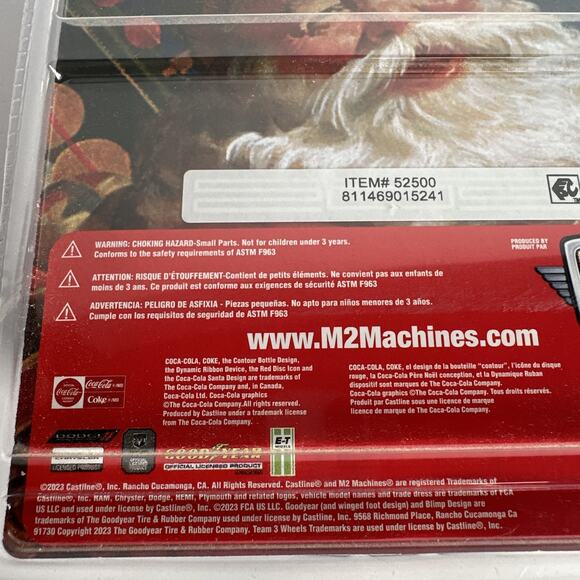 ITEM# 52500
811469015241
WARNING: CHOKING HAZARD-Small Parts. Not for children under 3 years.
Conforms to the safety requirements of ASTM F963
PRODUCED BY
PRODUIT PAR
ATTENTION: RISQUE D'ÉTOUFFEMENT-Contient de petits éléments. Ne convient pas aux enfants de
moins de 3 ans. Ce produit est conforme aux exigences de sécurité ASTM F963
ADVERTENCIA: PELIGRO DE ASFIXIA - Piezas pequeñas. No apto para niños menores de 3 años.
Cumple con los requisitos de seguridad de ASTM F963
www.M2Machines.com
COCA-COLA, COKE, the Contour Bottle Design,
the Dynamic Ribbon Device, the Red Disc Icon and
the Coca-Cola Santa Design are trademarks of
The Coca-Cola Company and, in Canada,
Coca-Cola Ltd. Coca-Cola graphics
©The Coca-Cola Company.All rights reserved.
Produced by Castline under a trademark license
from The Coca-Cola Company.
COCA-COLA, COKE, el design de la bouteille "contour", l'icône du disque
rouge, la Coca-Cola Père Noël conception, et la Dynamique Ruban
dispositif sont marques de The Coca-Cola Company.
Coca-Cola graphics ©The Coca-Cola Company. Tous droits réservés.
Produit par Castline sous une licence de
licence de marque de The Coca-Cola Company.
Coca-Cola
Coke
DODGE
LICENSED PRODUCT
GOODYEAR
OFFICIAL LICENSED PRODUCT
E-T
WHEELS
©2023 Castline®, Inc. Rancho Cucamonga, CA. All Rights Reserved. Castline® and M2 Machines® are registered Trademarks of
Castline®, Inc. RAM, Chrysler, Dodge, HEMI, Plymouth and related logos, vehicle model names and trade dress are trademarks of FCA
US LLC and used under license by Castline®, Inc. ©2023 FCA US LLC. Goodyear (and winged foot design) and Blimp Design are
trademarks of The Goodyear Tire & Rubber Company used under license by Castline, Inc. 9568 Richmond Place, Rancho Cucamonga Ca
91730 Copyright 2023 The Goodyear Tire & Rubber Company. Team 3 Wheels Trademarks are used under license by Castline®, Inc.